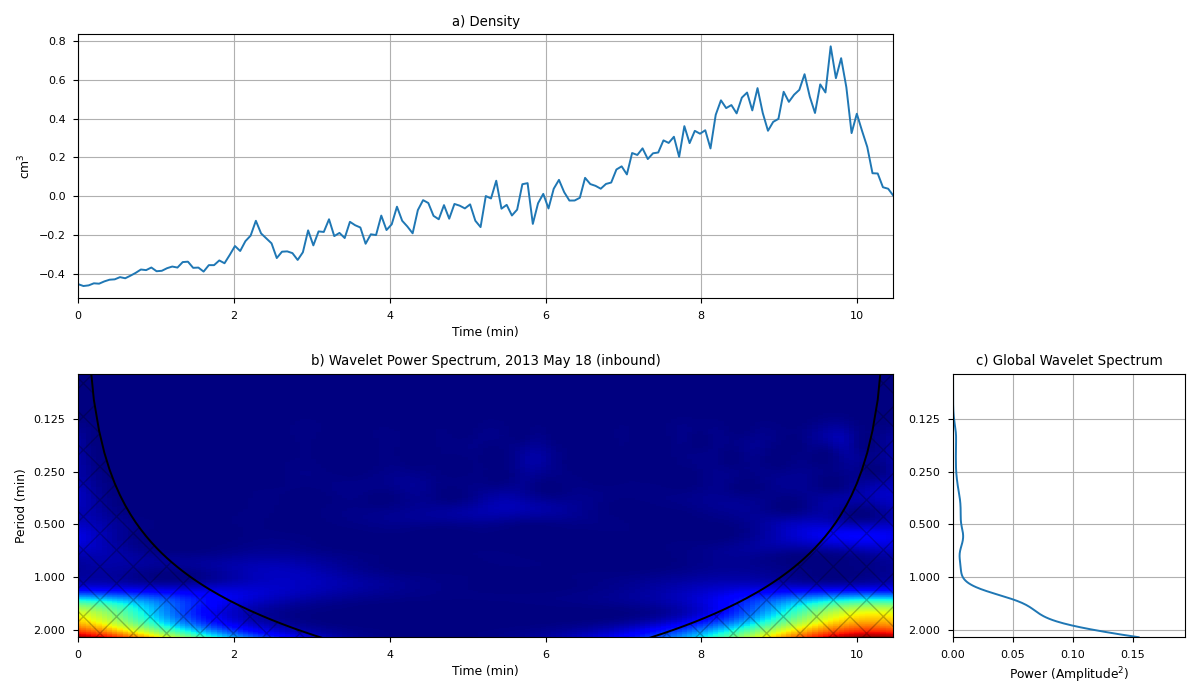 a) Density
0.8
0.6
0.4
0.2
0.0
−0.2
−0.4
cm³
0 2 4 6 8 10
Time (min)
b) Wavelet Power Spectrum, 2013 May 18 (inbound)
0.125
0.250
0.500
1.000
2.000
Period (min)
0 2 4 6 8 10
Time (min)
c) Global Wavelet Spectrum
0.125
0.250
0.500
1.000
2.000
0.00 0.05 0.10 0.15
Power (Amplitude²)